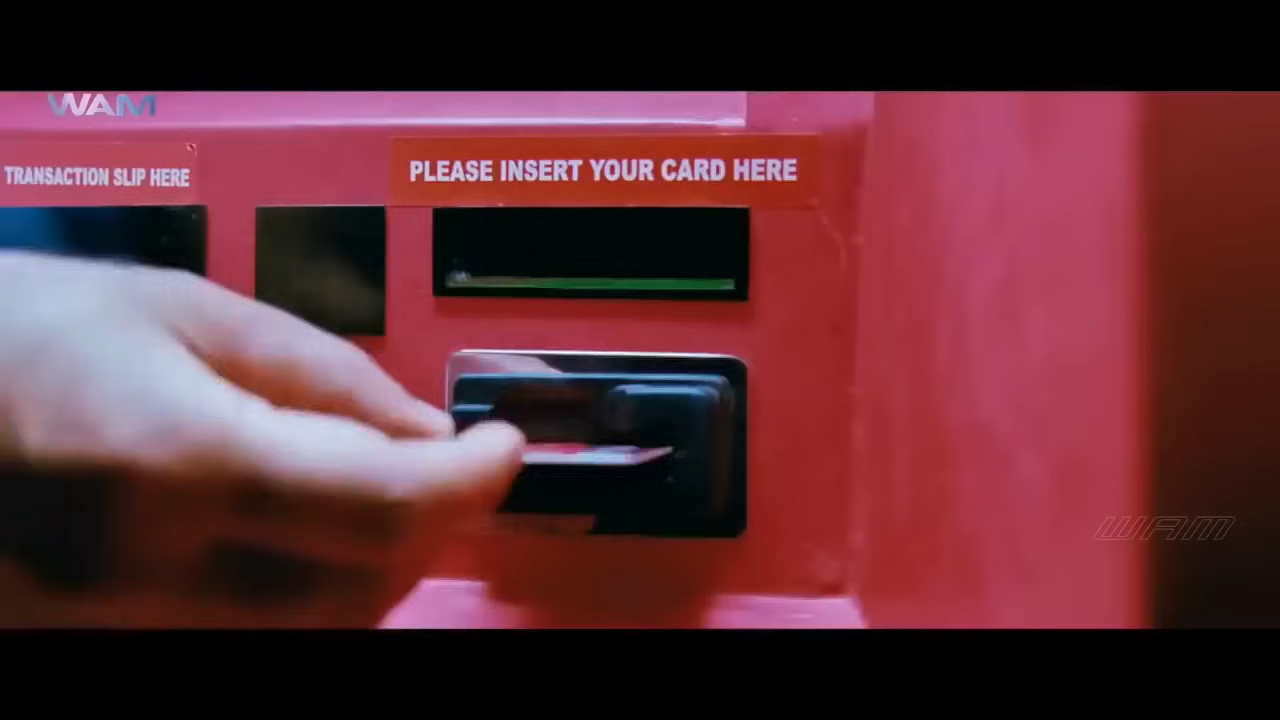 WAM
TRANSACTION SLIP HERE
PLEASE INSERT YOUR CARD HERE
WAM